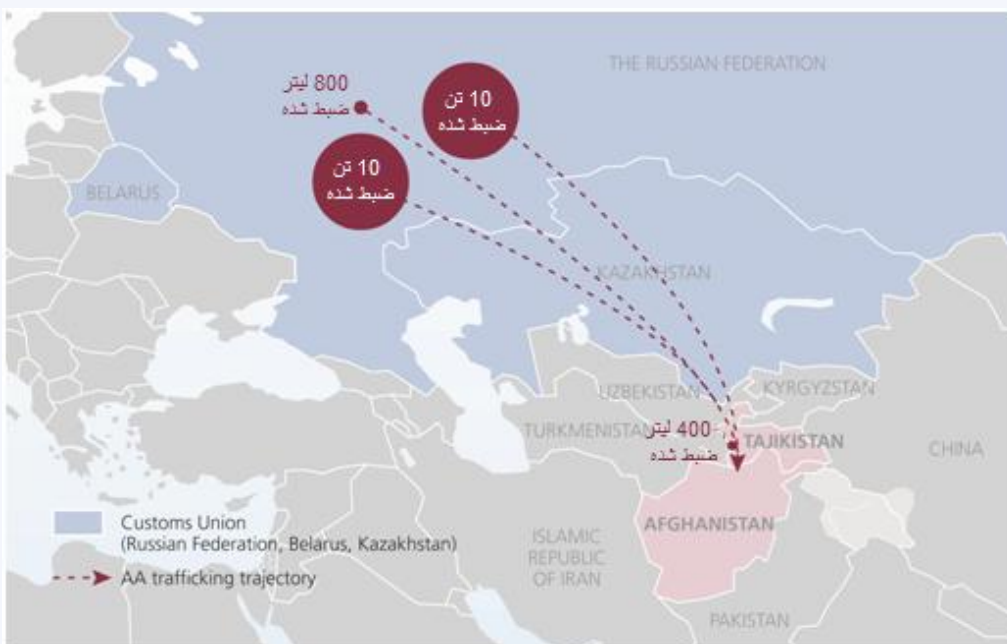 THE RUSSIAN FEDERATION
800 لیتر
ضبط شده
10 تن
ضبط شده
10 تن
ضبط شده
BELARUS
KAZAKHSTAN
UZBEKISTAN
KYRGYZSTAN
TURKMENISTAN
400 لیتر
ضبط شده
TAJIKISTAN
CHINA
AFGHANISTAN
ISLAMIC
REPUBLIC
OF IRAN
PAKISTAN
Customs Union
(Russian Federation, Belarus, Kazakhstan)
AA trafficking trajectory